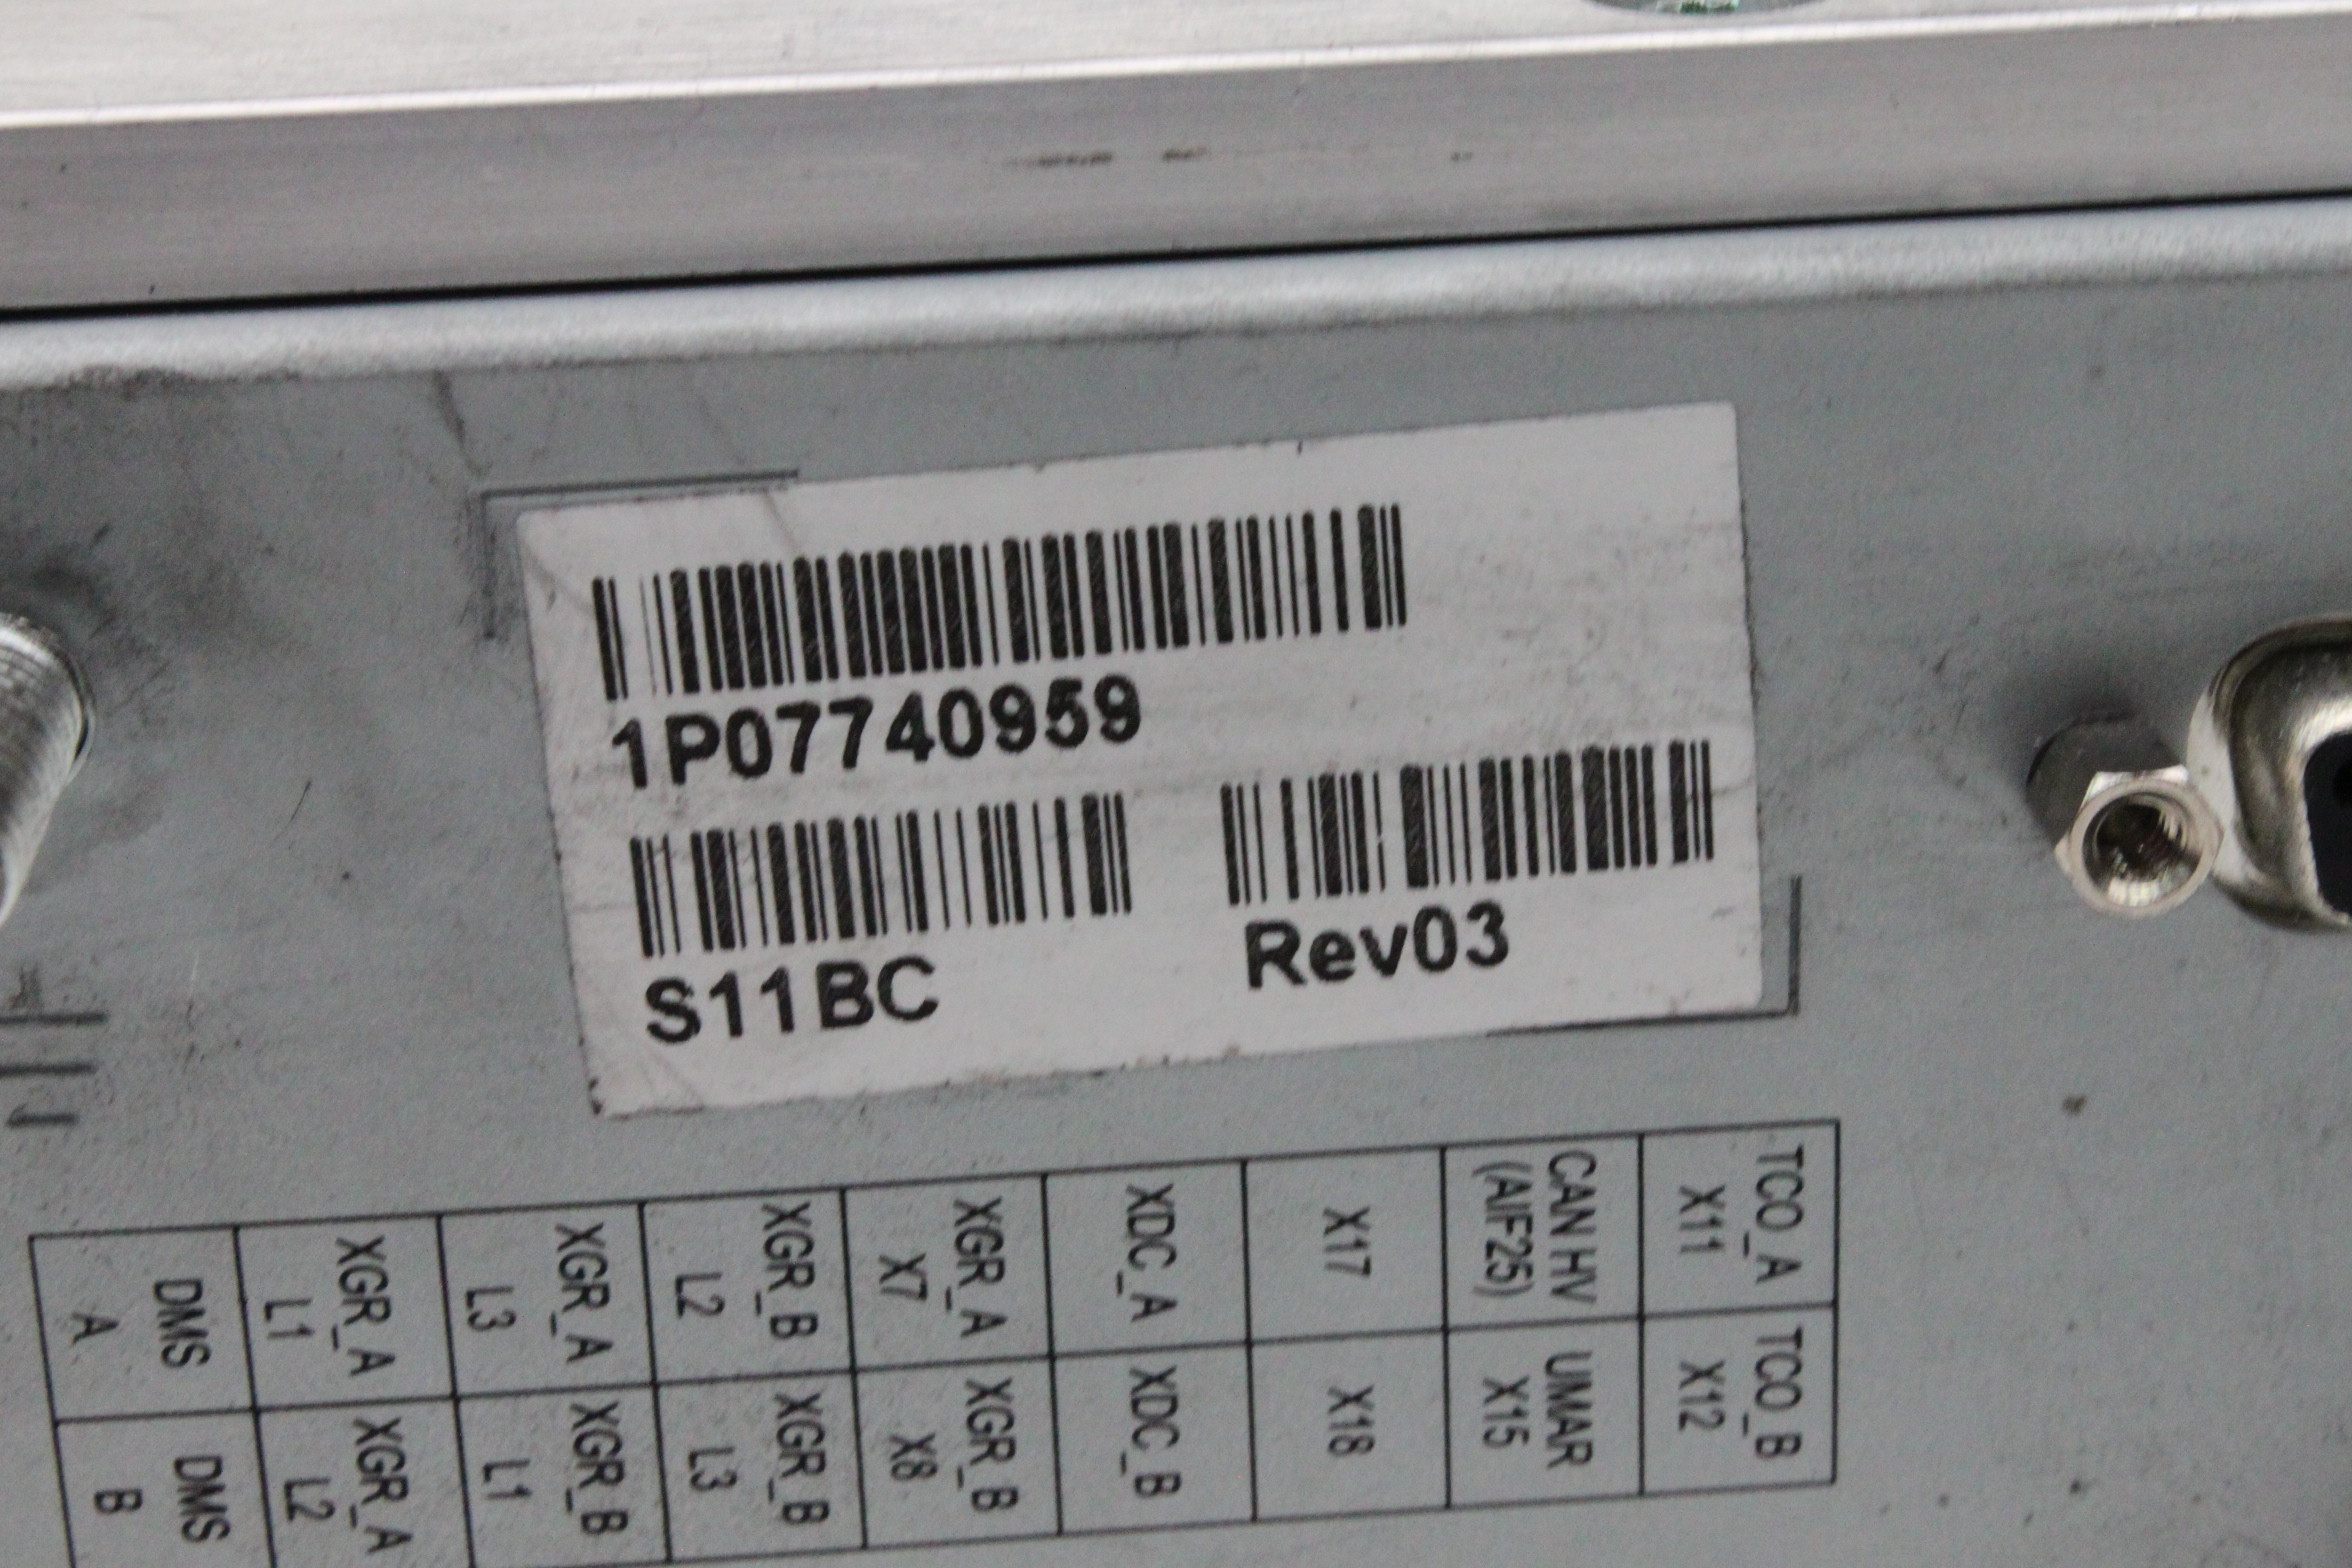 1P07740959
S11BC
Rev03
TCO_A
X11
TCO_B
X12
CAN HV
(AIF25)
UMAR
X15
X17
X18
XDC_A
XDC_B
XGR_A
X7
XGR_B
X8
XGR_B
L2
XGR_B
L3
XGR_A
L3
XGR_B
L1
XGR_A
L1
XGR_A
L2
DMS
A
DMS
B